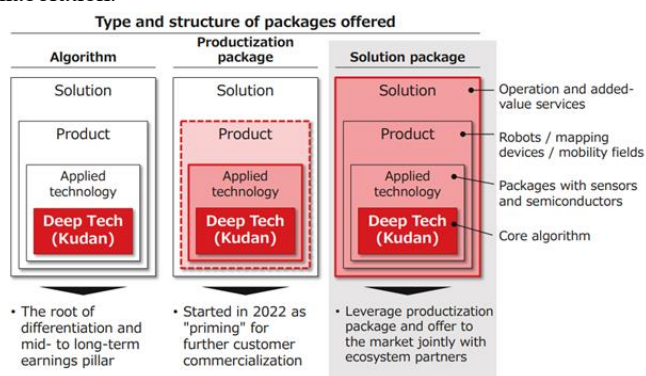 Type and structure of packages offered
Algorithm
Solution
Product
Applied
technology
Deep Tech
(Kudan)
• The root of
differentiation and
mid- to long-term
earnings pillar
Productization
package
Solution
Product
Applied
technology
Deep Tech
(Kudan)
• Started in 2022 as
"priming" for
further customer
commercialization
Solution package
Solution
Product
Applied
technology
Deep Tech
(Kudan)
• Leverage productization
package and offer to
the market jointly with
ecosystem partners
Operation and added-
value services
Robots / mapping
devices / mobility fields
Packages with sensors
and semiconductors
Core algorithm